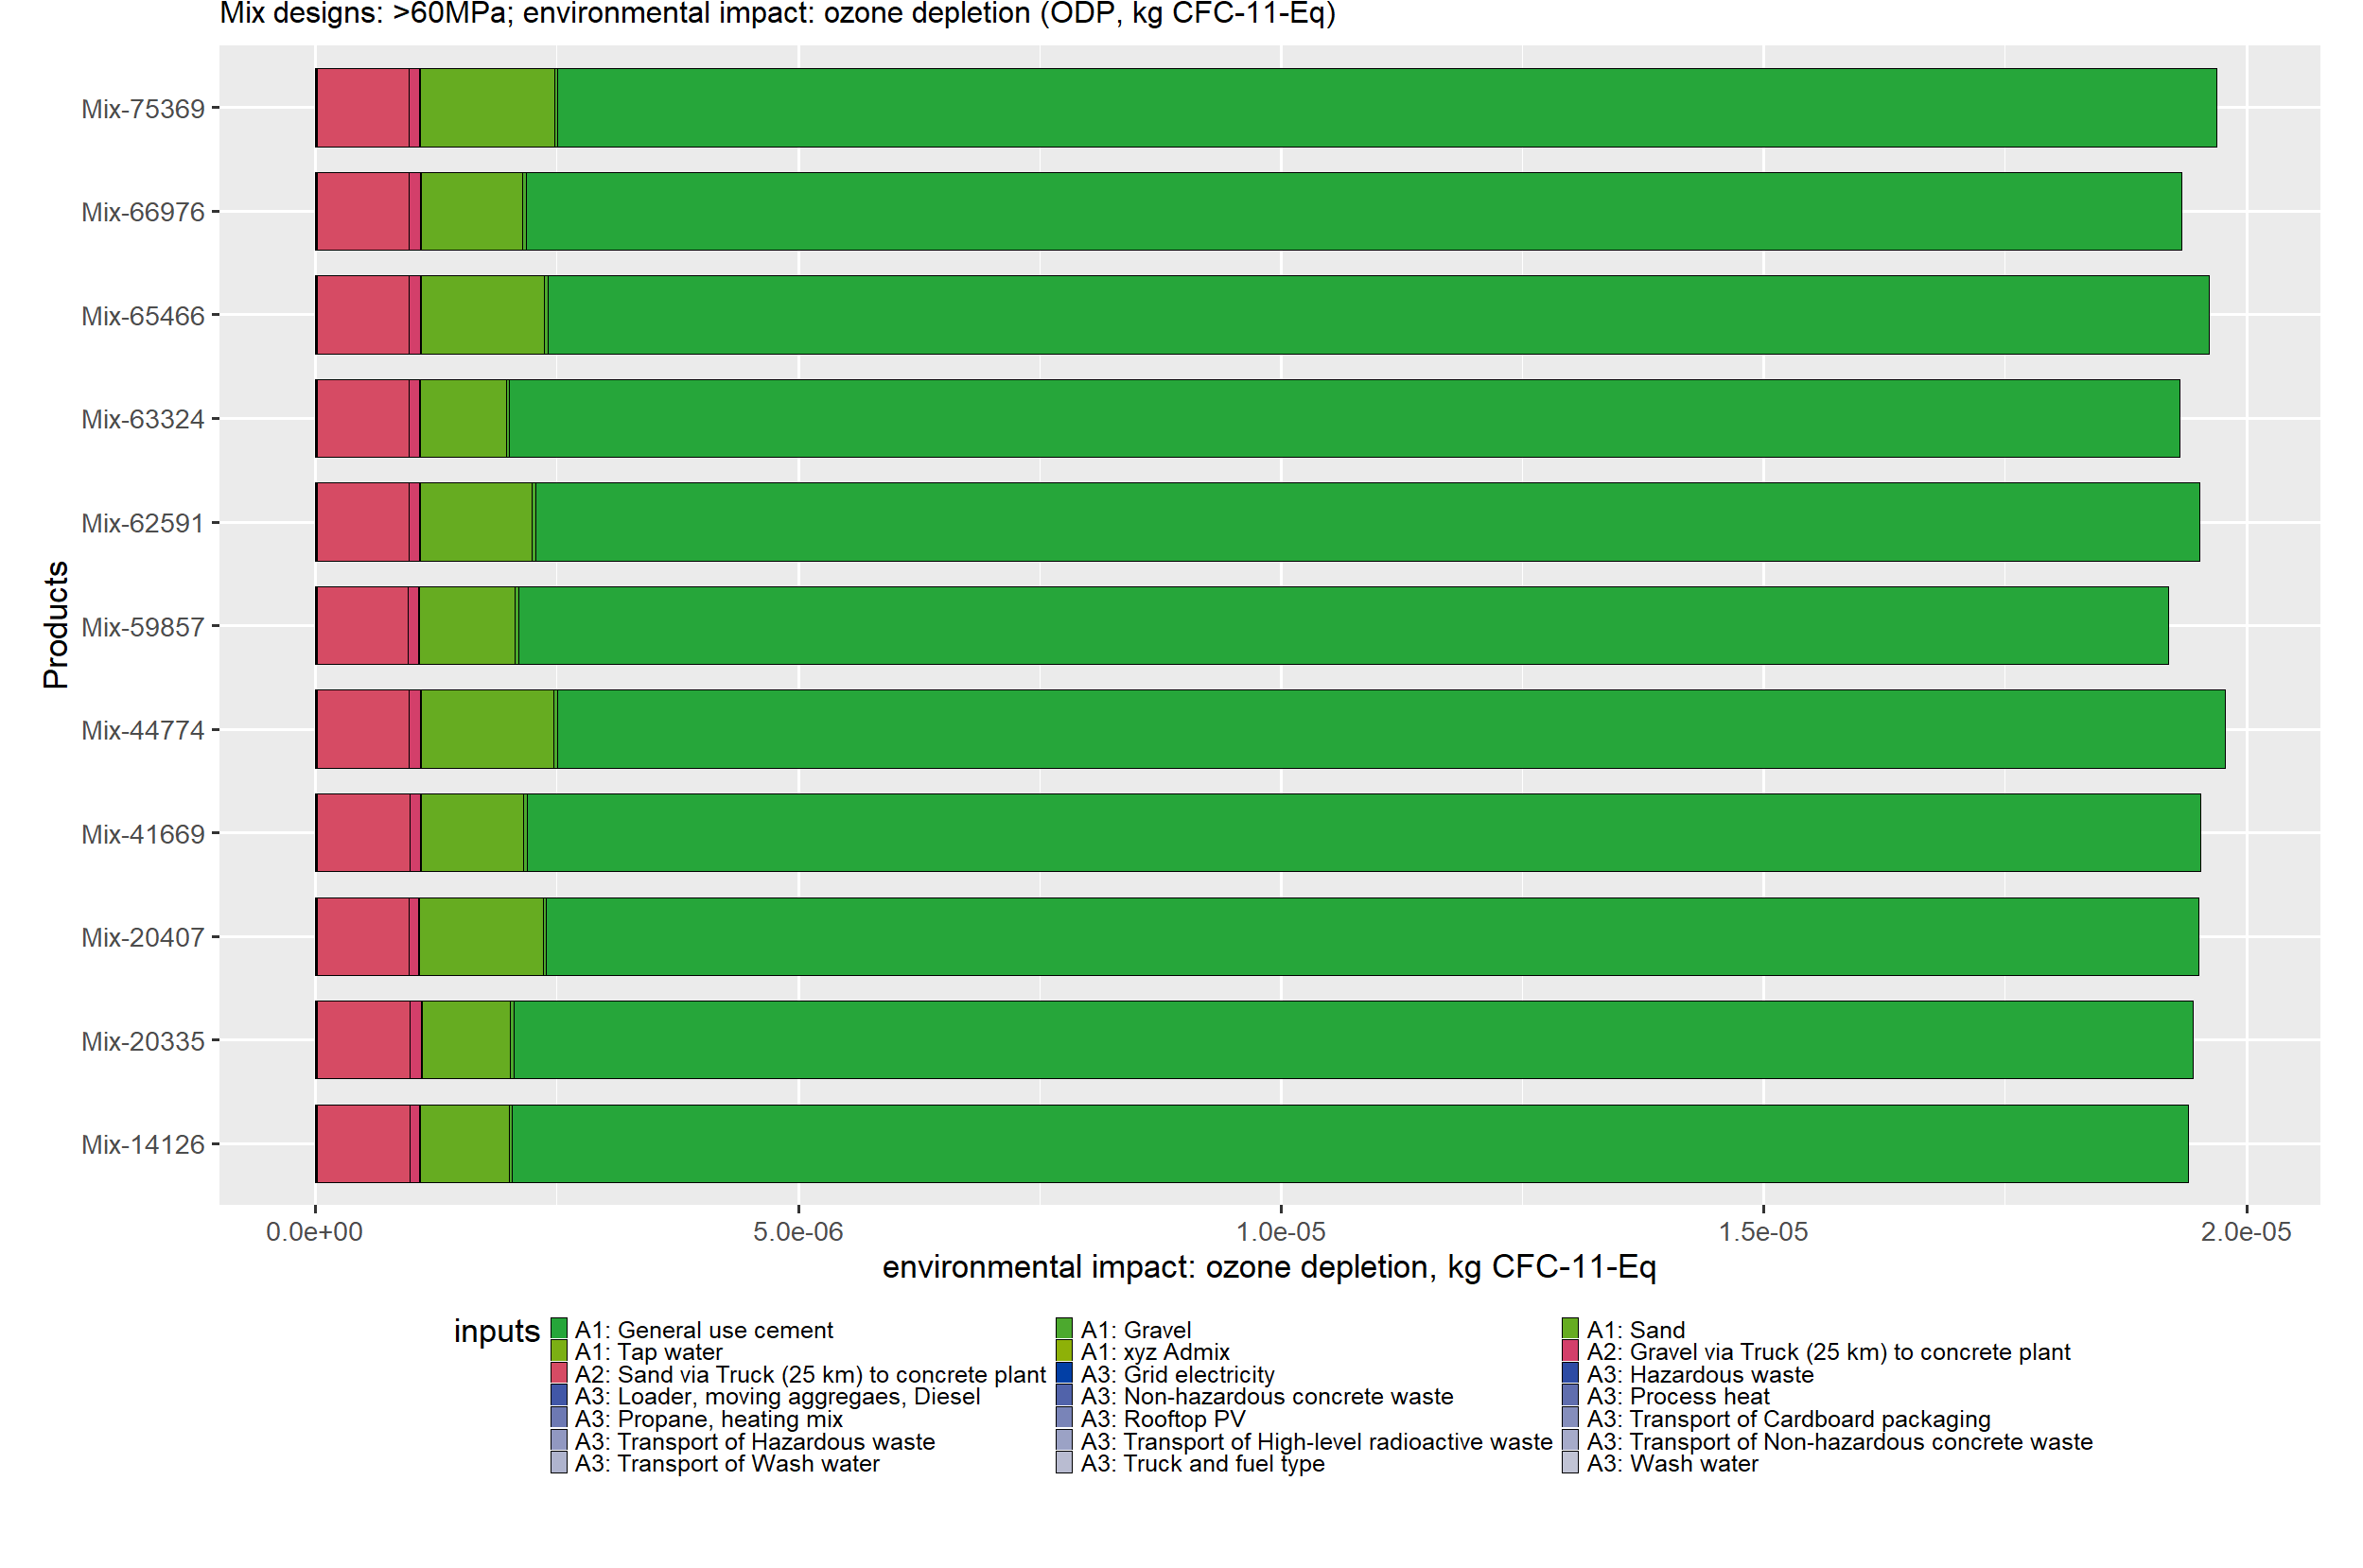 Mix designs: >60MPa; environmental impact: ozone depletion (ODP, kg CFC-11-Eq)
Products
Mix-75369
Mix-66976
Mix-65466
Mix-63324
Mix-62591
Mix-59857
Mix-44774
Mix-41669
Mix-20407
Mix-20335
Mix-14126
0.0e+00 5.0e-06 1.0e-05 1.5e-05 2.0e-05
environmental impact: ozone depletion, kg CFC-11-Eq
inputs A1: General use cement A1: Gravel A1: Sand
A1: Tap water A1: xyz Admix A2: Gravel via Truck (25 km) to concrete plant
A2: Sand via Truck (25 km) to concrete plant A3: Grid electricity A3: Hazardous waste
A3: Loader, moving aggregaes, Diesel A3: Non-hazardous concrete waste A3: Process heat
A3: Propane, heating mix A3: Rooftop PV A3: Transport of Cardboard packaging
A3: Transport of Hazardous waste A3: Transport of High-level radioactive waste A3: Transport of Non-hazardous concrete waste
A3: Transport of Wash water A3: Truck and fuel type A3: Wash water